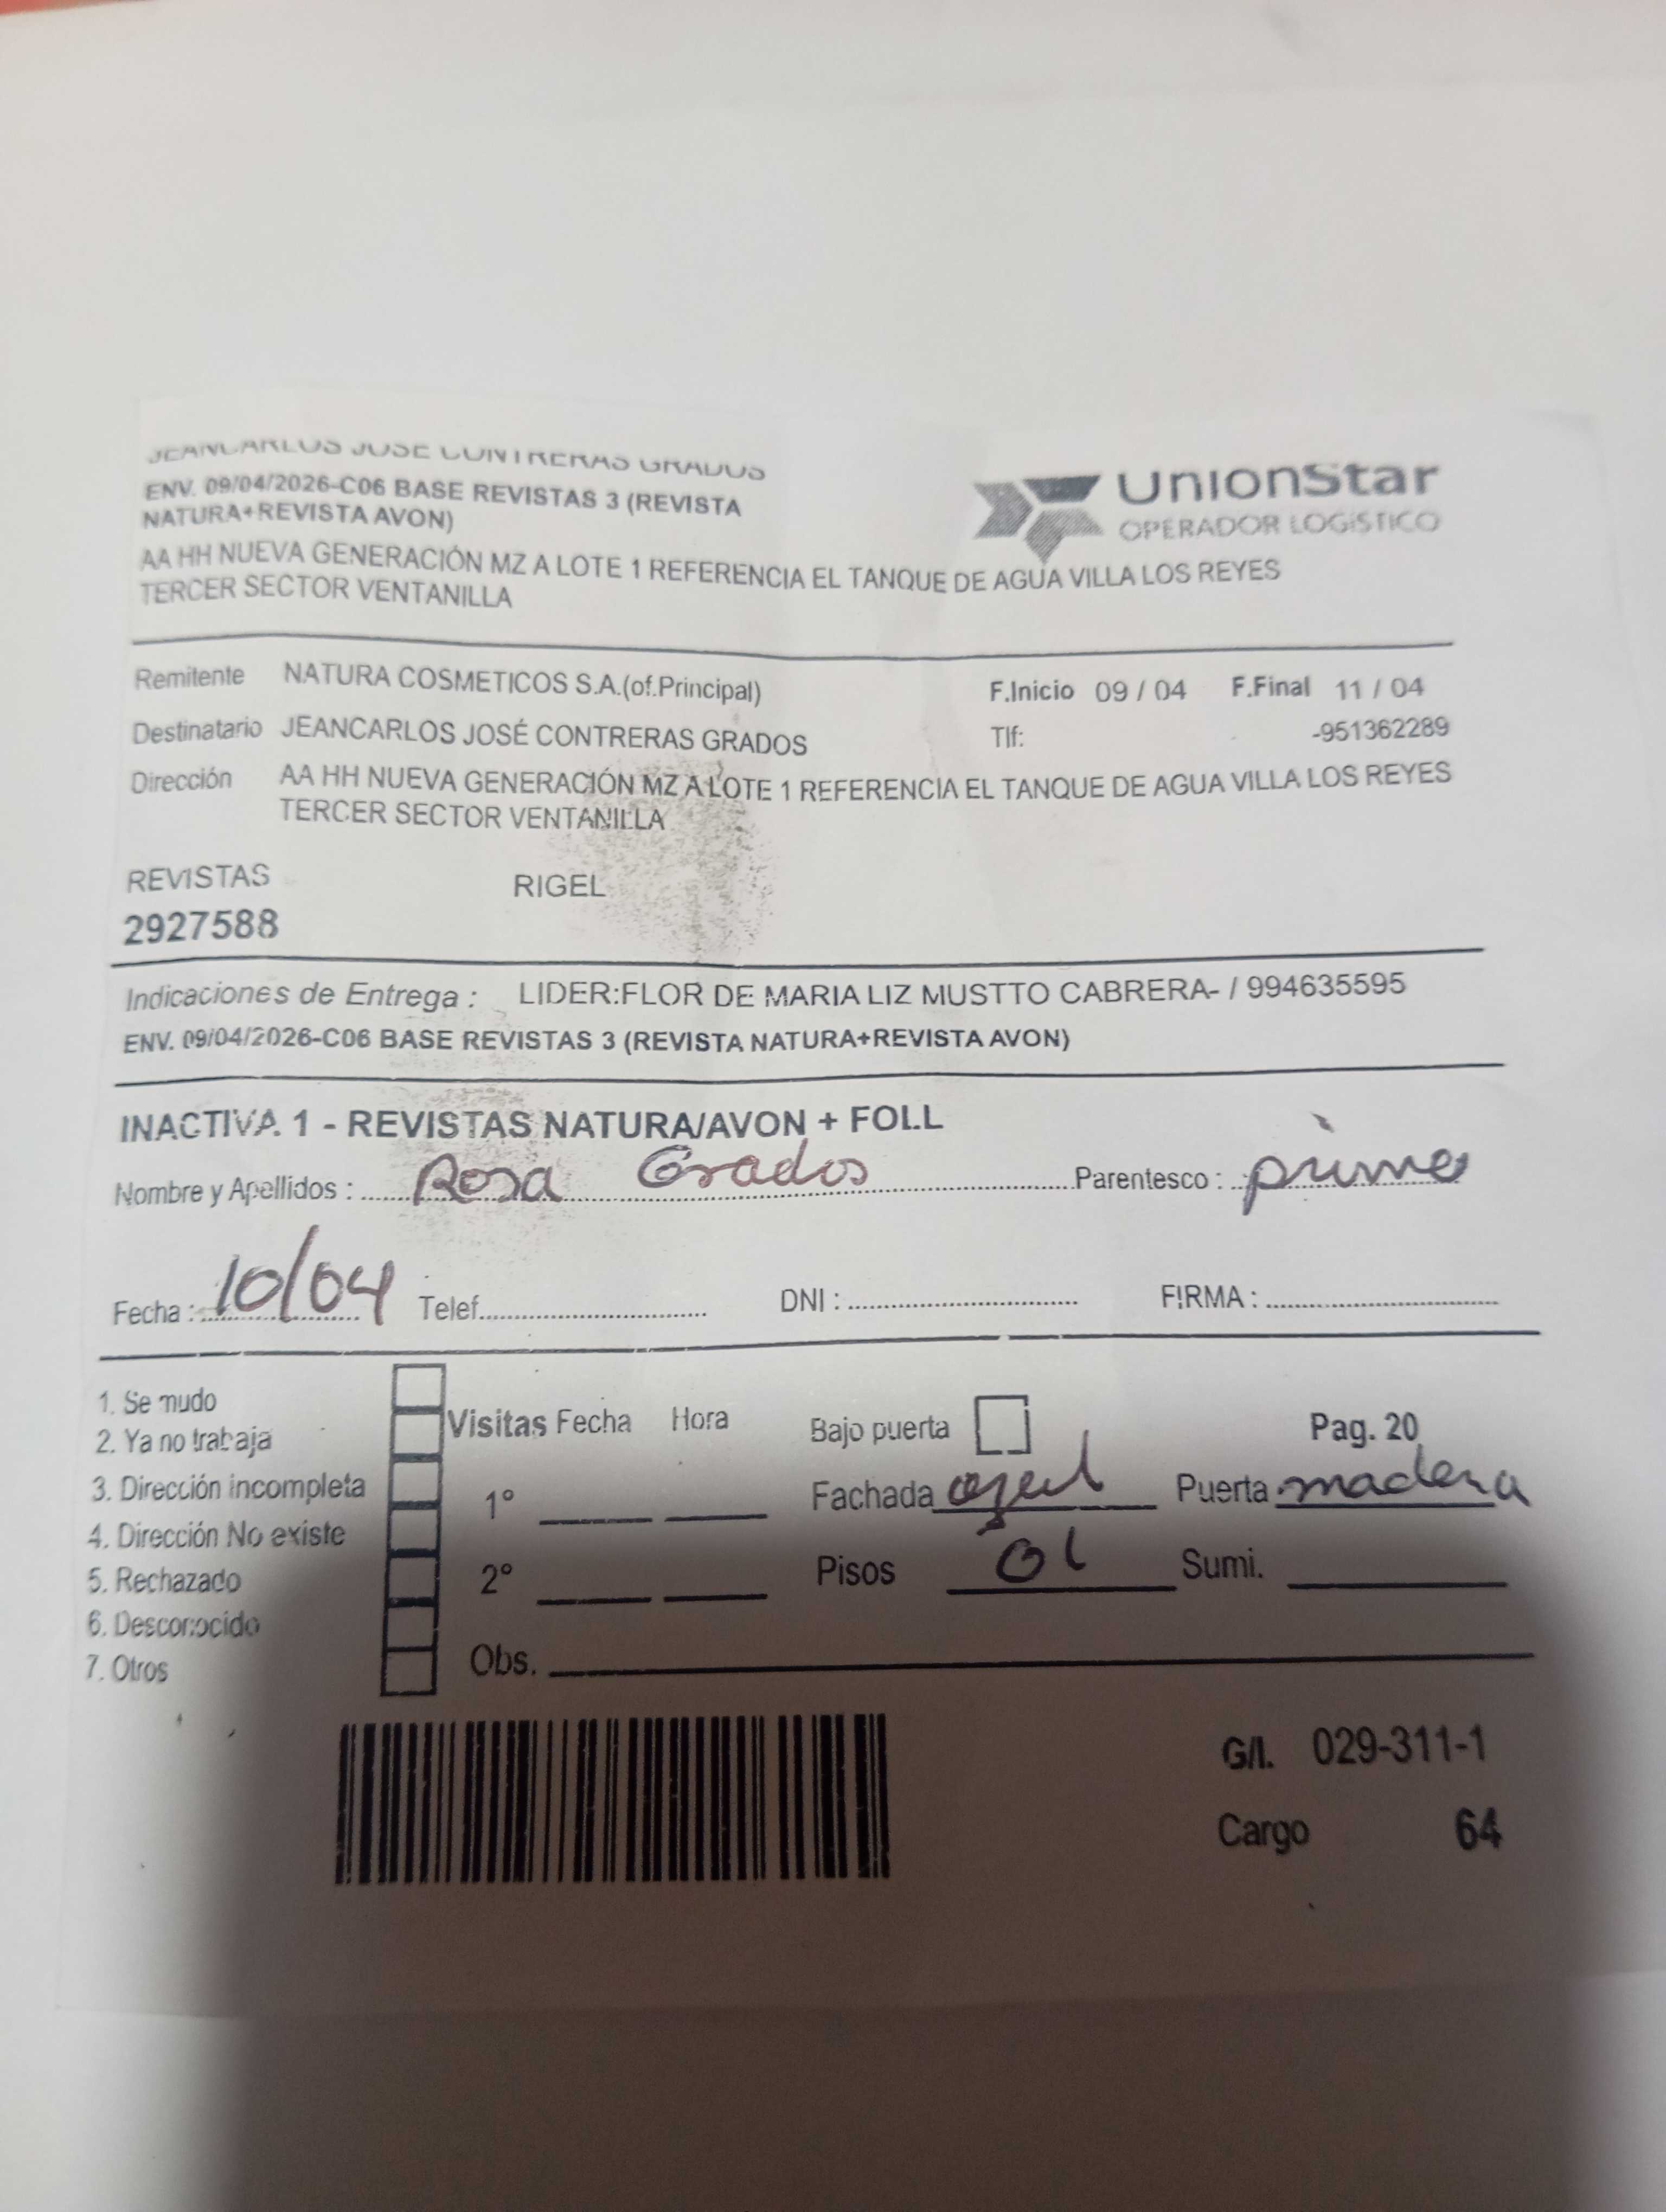 JEANCARLOS JOSE CONTRERAS GRADOS
ENV. 09/04/2026-C06 BASE REVISTAS 3 (REVISTA
NATURA+REVISTA AVON)
UnionStar
OPERADOR LOGÍSTICO
AA HH NUEVA GENERACIÓN MZ A LOTE 1 REFERENCIA EL TANQUE DE AGUA VILLA LOS REYES
TERCER SECTOR VENTANILLA
Remitente NATURA COSMETICOS S.A.(of.Principal) F.Inicio 09 / 04 F.Final 11 / 04
Destinatario JEANCARLOS JOSÉ CONTRERAS GRADOS Tlf: -951362289
Dirección AA HH NUEVA GENERACIÓN MZ A LOTE 1 REFERENCIA EL TANQUE DE AGUA VILLA LOS REYES
TERCER SECTOR VENTANILLA
REVISTAS RIGEL
2927588
Indicaciones de Entrega : LIDER:FLOR DE MARIA LIZ MUSTTO CABRERA- / 994635595
ENV. 09/04/2026-C06 BASE REVISTAS 3 (REVISTA NATURA+REVISTA AVON)
INACTIVA 1 - REVISTAS NATURA/AVON + FOLL
Nombre y Apellidos : Rosa Grados Parentesco :
Fecha : 10/04 Telef. DNI : FIRMA :
1. Se mudo
2. Ya no trabaja
3. Dirección incompleta
4. Dirección No existe
5. Rechazado
6. Desconocido
7. Otros
Visitas Fecha Hora
1°
2°
Obs.
Bajo puerta Pag. 20
Fachada azul Puerta madera
Pisos 01 Sumi.
G/I. 029-311-1
Cargo 64